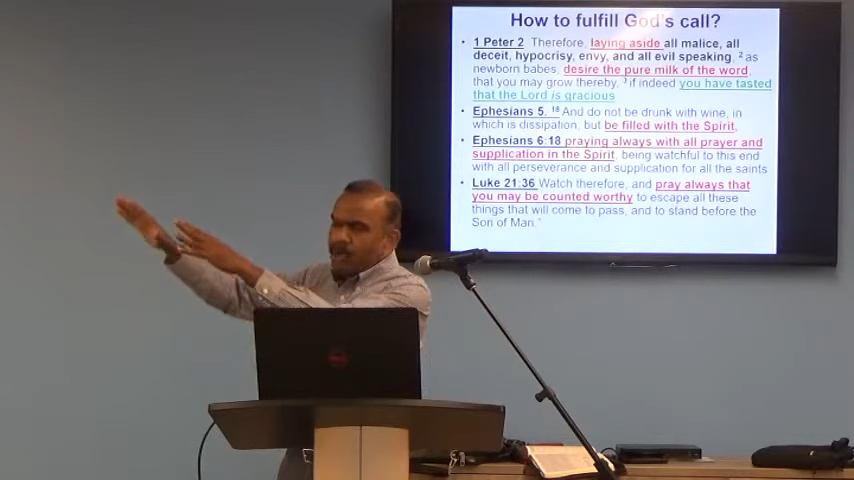 How to fulfill God's call?
• 1 Peter 2 Therefore, laying aside all malice, all
deceit, hypocrisy, envy, and all evil speaking, 2 as
newborn babes, desire the pure milk of the word,
that you may grow thereby, 3 if indeed you have tasted
that the Lord is gracious
• Ephesians 5, 18 And do not be drunk with wine, in
which is dissipation, but be filled with the Spirit,
• Ephesians 6:18 praying always with all prayer and
supplication in the Spirit, being watchful to this end
with all perseverance and supplication for all the saints
• Luke 21:36 Watch therefore, and pray always that
you may be counted worthy to escape all these
things that will come to pass, and to stand before the
Son of Man."